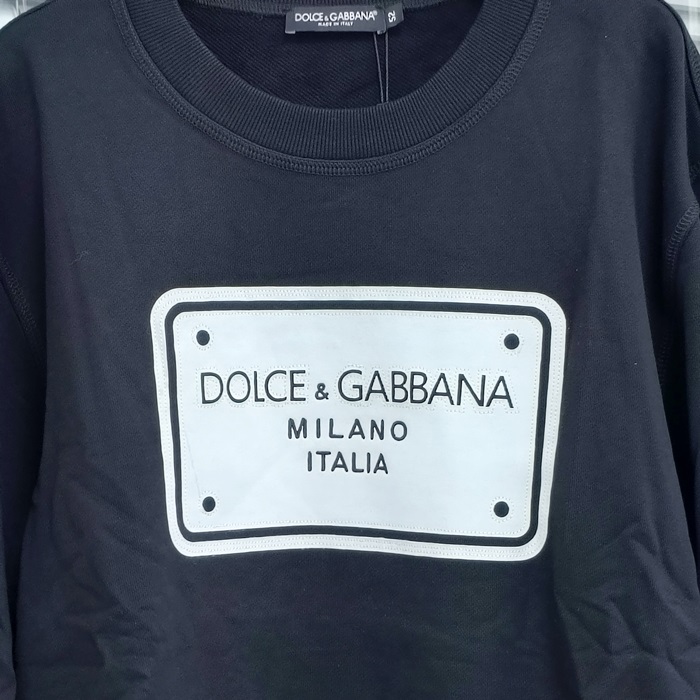 DOLCE & GABBANA®
MADE IN ITALY
DOLCE & GABBANA
MILANO
ITALIA